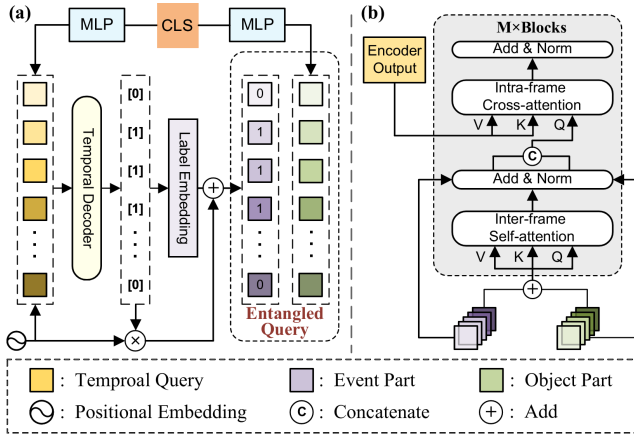 (a)
MLP
CLS
MLP
[0]
[1]
[1]
[1]
[0]
Temporal Decoder
Label Embedding
0
1
1
1
0
Entangled
Query
(b)
M×Blocks
Encoder
Output
Add & Norm
Intra-frame
Cross-attention
V K Q
C
Add & Norm
Inter-frame
Self-attention
V K Q
: Temproal Query
: Event Part
: Object Part
: Positional Embedding
C : Concatenate
: Add